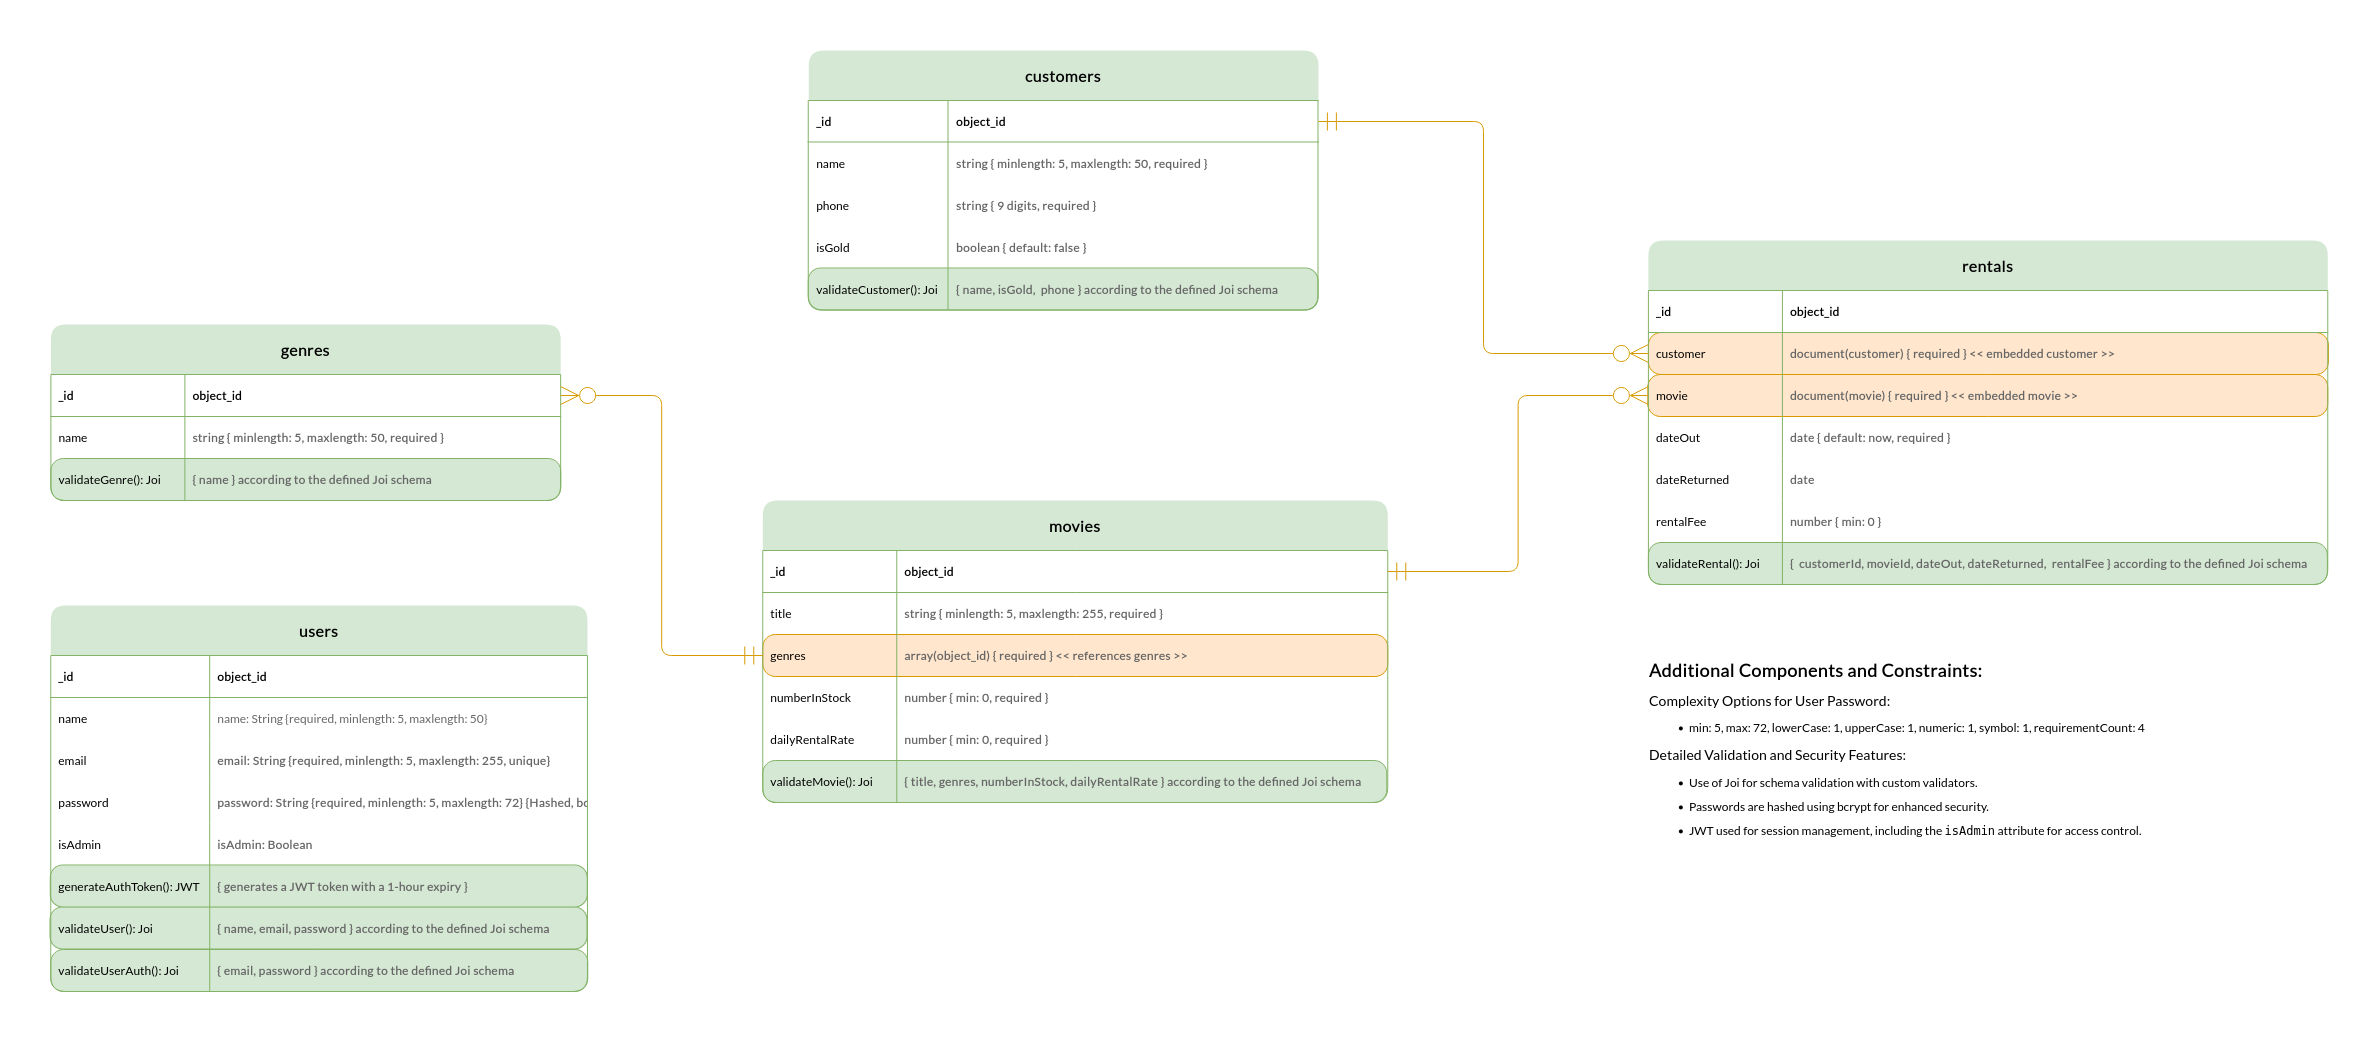 customers
_id object_id
name string { minlength: 5, maxlength: 50, required }
phone string { 9 digits, required }
isGold boolean { default: false }
validateCustomer(): Joi { name, isGold, phone } according to the defined Joi schema
rentals
_id object_id
customer document(customer) { required } << embedded customer >>
movie document(movie) { required } << embedded movie >>
dateOut date { default: now, required }
dateReturned date
rentalFee number { min: 0 }
validateRental(): Joi { customerId, movieId, dateOut, dateReturned, rentalFee } according to the defined Joi schema
genres
_id object_id
name string { minlength: 5, maxlength: 50, required }
validateGenre(): Joi { name } according to the defined Joi schema
movies
_id object_id
title string { minlength: 5, maxlength: 255, required }
genres array(object_id) { required } << references genres >>
numberInStock number { min: 0, required }
dailyRentalRate number { min: 0, required }
validateMovie(): Joi { title, genres, numberInStock, dailyRentalRate } according to the defined Joi schema
users
_id object_id
name name: String {required, minlength: 5, maxlength: 50}
email email: String {required, minlength: 5, maxlength: 255, unique}
password password: String {required, minlength: 5, maxlength: 72} {Hashed,
isAdmin isAdmin: Boolean
generateAuthToken(): JWT { generates a JWT token with a 1-hour expiry }
validateUser(): Joi { name, email, password } according to the defined Joi schema
validateUserAuth(): Joi { email, password } according to the defined Joi schema
Additional Components and Constraints:
Complexity Options for User Password:
• min: 5, max: 72, lowerCase: 1, upperCase: 1, numeric: 1, symbol: 1, requirementCount: 4
Detailed Validation and Security Features:
• Use of Joi for schema validation with custom validators.
• Passwords are hashed using bcrypt for enhanced security.
• JWT used for session management, including the isAdmin attribute for access control.